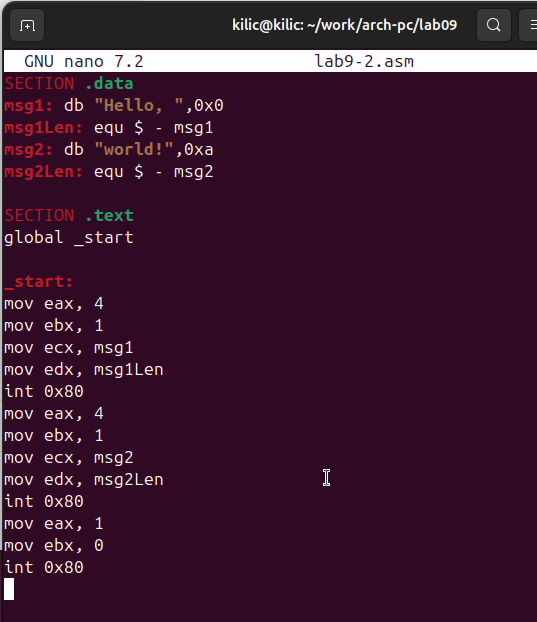 kilic@kilic: ~/work/arch-pc/lab09
GNU nano 7.2 lab9-2.asm
SECTION .data
msg1: db "Hello, ",0x0
msg1Len: equ $ - msg1
msg2: db "world!",0xa
msg2Len: equ $ - msg2
SECTION .text
global _start
_start:
mov eax, 4
mov ebx, 1
mov ecx, msg1
mov edx, msg1Len
int 0x80
mov eax, 4
mov ebx, 1
mov ecx, msg2
mov edx, msg2Len
int 0x80
mov eax, 1
mov ebx, 0
int 0x80